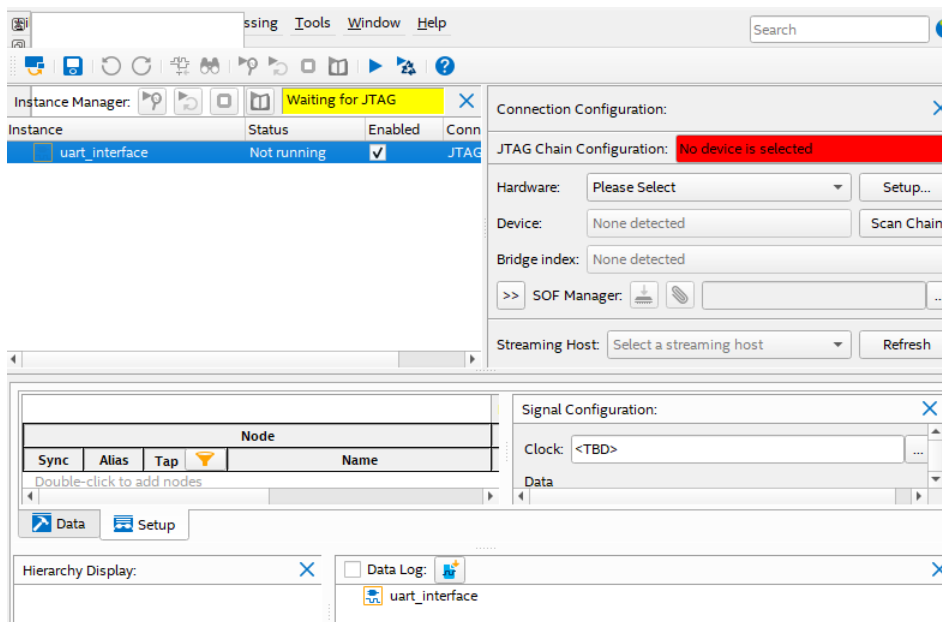 ssing Tools Window Help
Search
Instance Manager: Waiting for JTAG
Instance Status Enabled Conn
uart_interface Not running JTAG
Connection Configuration:
JTAG Chain Configuration: No device is selected
Hardware: Please Select Setup...
Device: None detected Scan Chain
Bridge index: None detected
>> SOF Manager: ...
Streaming Host: Select a streaming host Refresh
Node
Sync Alias Tap Name
Double-click to add nodes
Data Setup
Signal Configuration:
Clock: <TBD> ...
Data
Hierarchy Display:
Data Log:
uart_interface